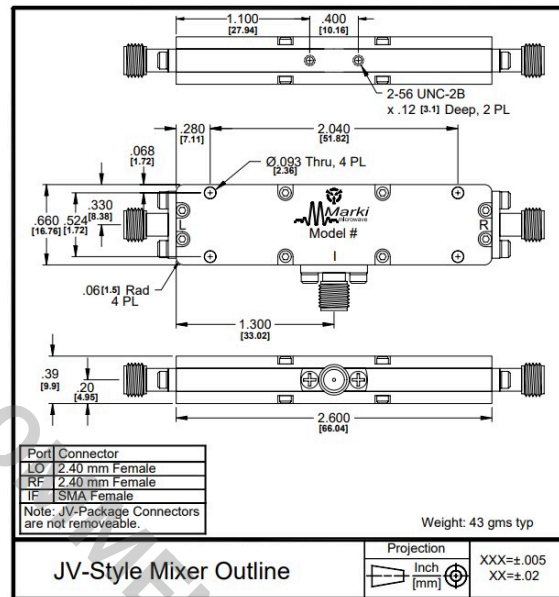 1.100
[27.94]
.400
[10.16]
2-56 UNC-2B
x .12 [3.1] Deep, 2 PL
.280
[7.11]
2.040
[51.82]
.068
[1.72]
Ø.093 Thru, 4 PL
[2.36]
.330
[8.38]
.660
[16.76]
.524
[1.72]
L
Marki
microwave
Model #
R
I
.06[1.5] Rad
4 PL
1.300
[33.02]
.39
[9.9]
.20
[4.95]
2.600
[66.04]
Port Connector
LO 2.40 mm Female
RF 2.40 mm Female
IF SMA Female
Note: JV-Package Connectors
are not removeable.
Weight: 43 gms typ
JV-Style Mixer Outline
Projection
Inch
[mm]
XXX=±.005
XX=±.02